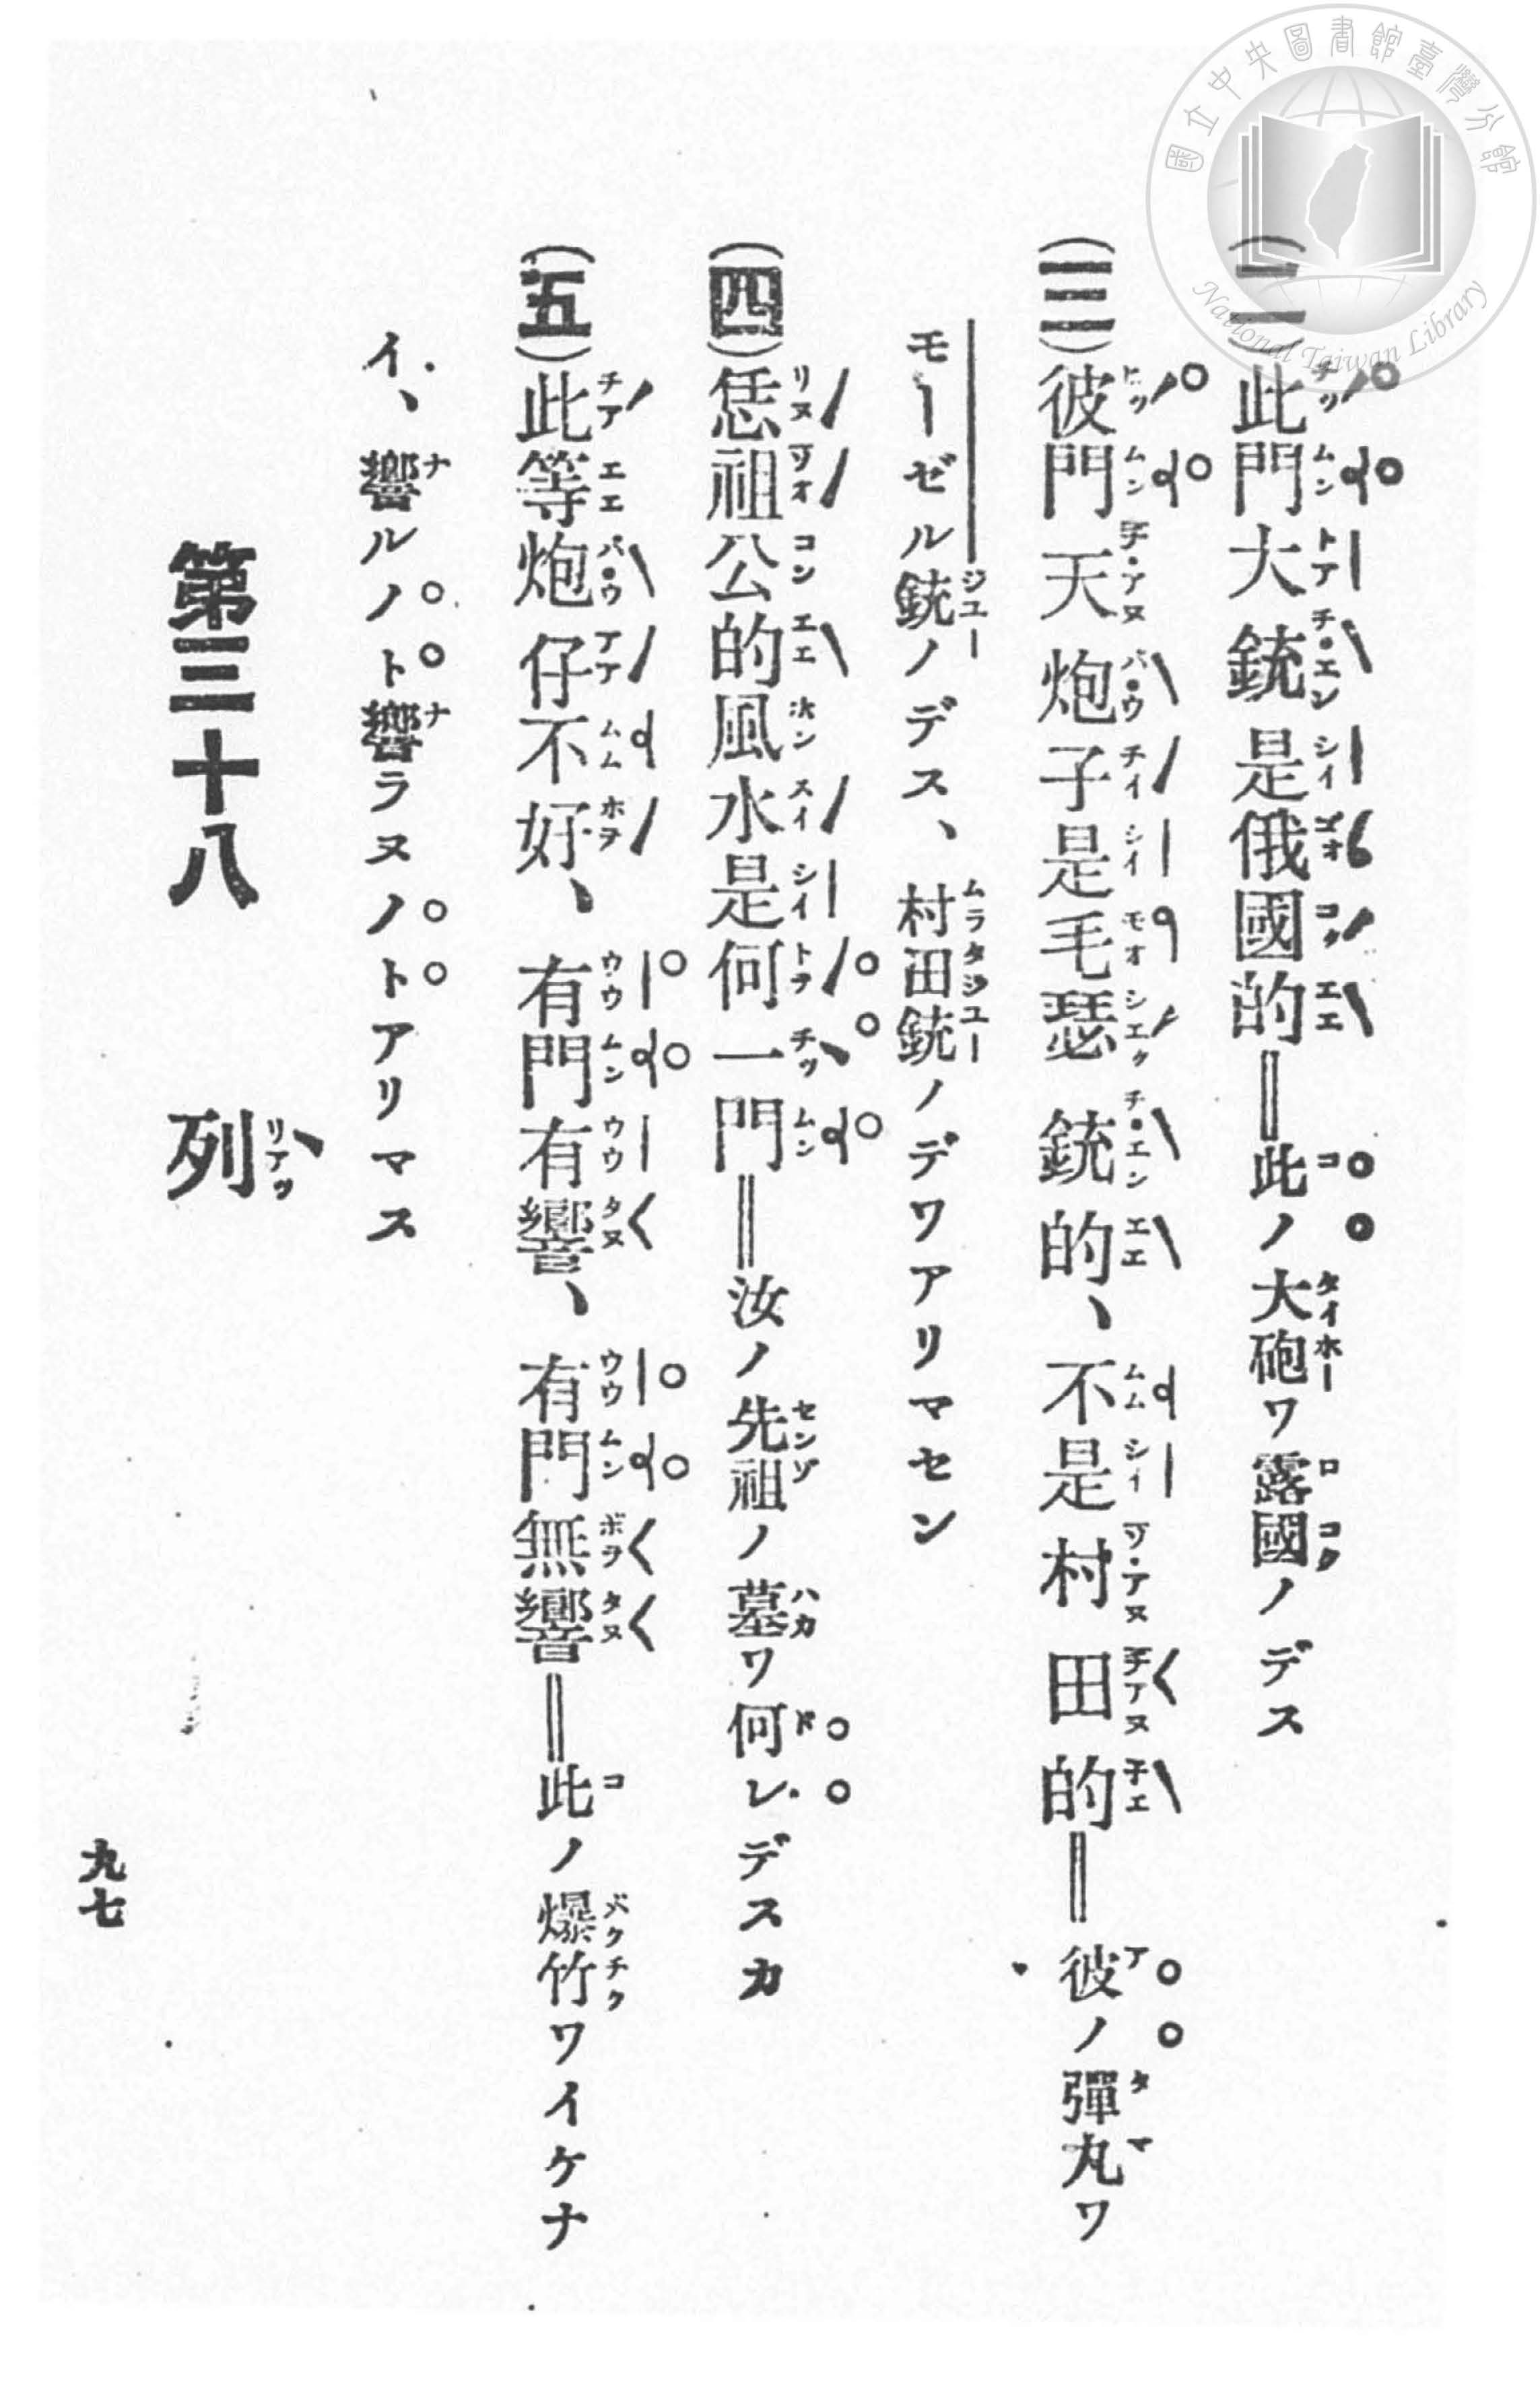 (二)此門大銃是俄國的‖此ノ大砲ワ露國ノデス
(三)彼門天炮子是毛瑟銃的、不是村田的‖彼ノ彈丸ワ
モーゼル銃ノデス、村田銃ノデワアリマセン
(四)恁祖公的風水是何一門‖汝ノ先祖ノ墓ワ何レデスカ
(五)此等炮仔不好、有門有響、有門無響‖此ノ爆竹ワイケナ
イ、響ルノト響ラヌノトアリマス
第三十八 列
九七
國立中央圖書館臺灣分館
National Taiwan Library